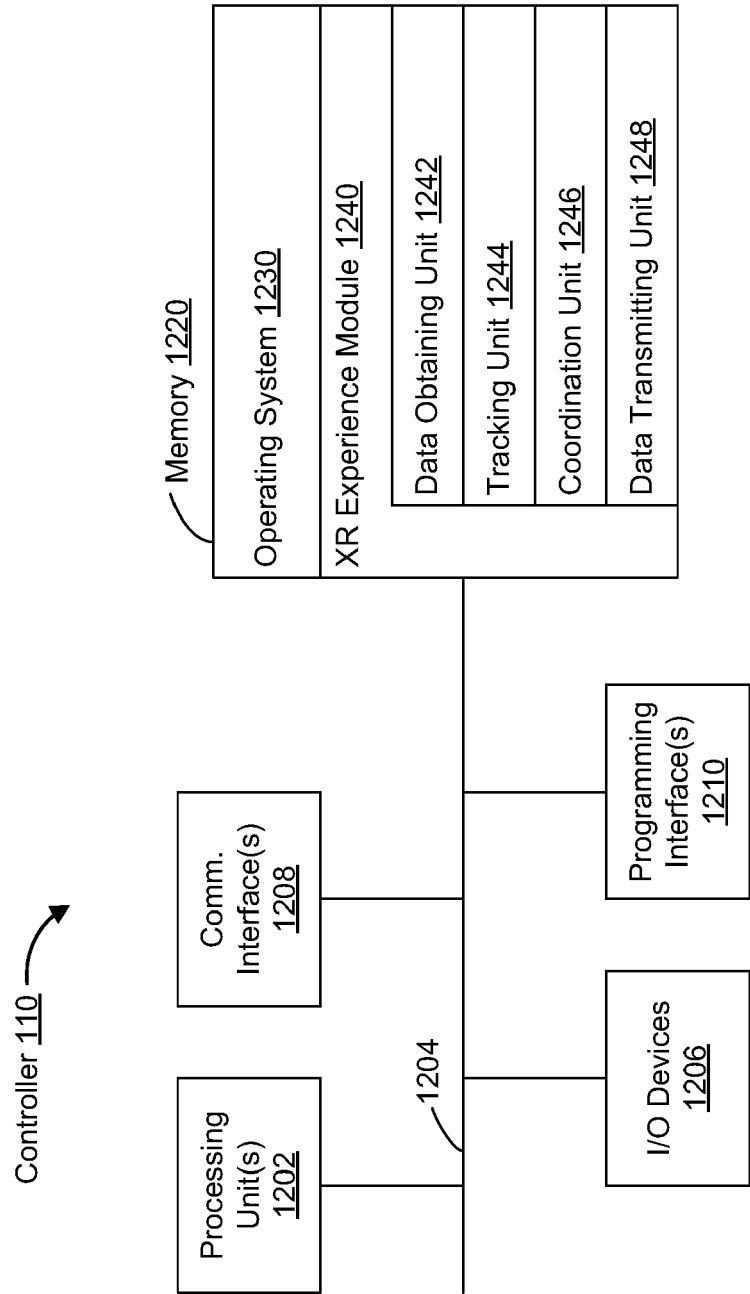 Controller 110
Processing
Unit(s)
1202
Comm.
Interface(s)
1208
1204
I/O Devices
1206
Programming
Interface(s)
1210
Memory 1220
Operating System 1230
XR Experience Module 1240
Data Obtaining Unit 1242
Tracking Unit 1244
Coordination Unit 1246
Data Transmitting Unit 1248